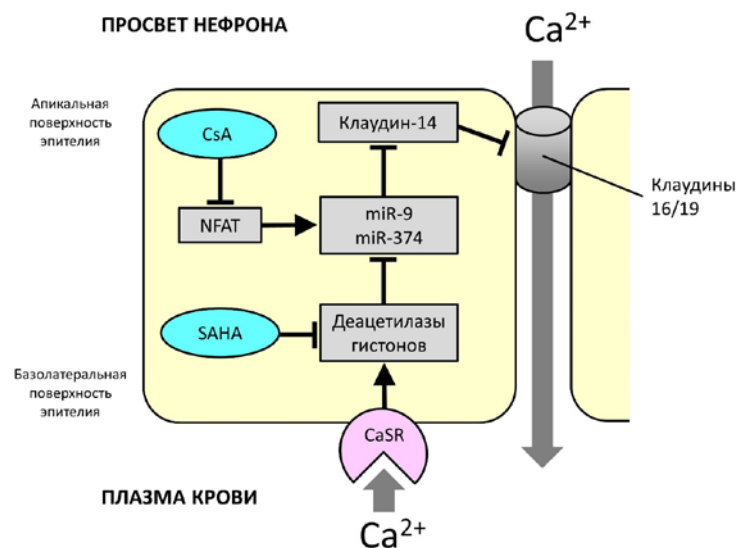 ПРОСВЕТ НЕФРОНА
Ca²⁺
Апикальная
поверхность
эпителия
CsA
Клаудин-14
Клаудины
16/19
NFAT
miR-9
miR-374
SAHA
Деацетилазы
гистонов
Базолатеральная
поверхность
эпителия
CaSR
ПЛАЗМА КРОВИ
Ca²⁺